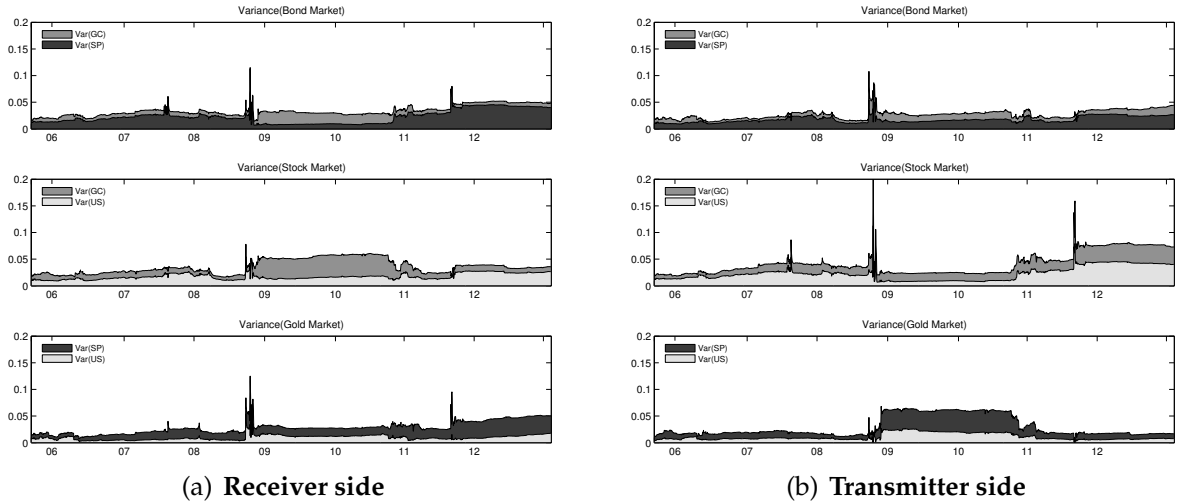 Variance(Bond Market)
0.2
0.15
0.1
0.05
0
Var(GC)
Var(SP)
06 07 08 09 10 11 12
Variance(Stock Market)
0.2
0.15
0.1
0.05
0
Var(GC)
Var(US)
06 07 08 09 10 11 12
Variance(Gold Market)
0.2
0.15
0.1
0.05
0
Var(SP)
Var(US)
06 07 08 09 10 11 12
(a) Receiver side
Variance(Bond Market)
0.2
0.15
0.1
0.05
0
Var(GC)
Var(SP)
06 07 08 09 10 11 12
Variance(Stock Market)
0.2
0.15
0.1
0.05
0
Var(GC)
Var(US)
06 07 08 09 10 11 12
Variance(Gold Market)
0.2
0.15
0.1
0.05
0
Var(SP)
Var(US)
06 07 08 09 10 11 12
(b) Transmitter side